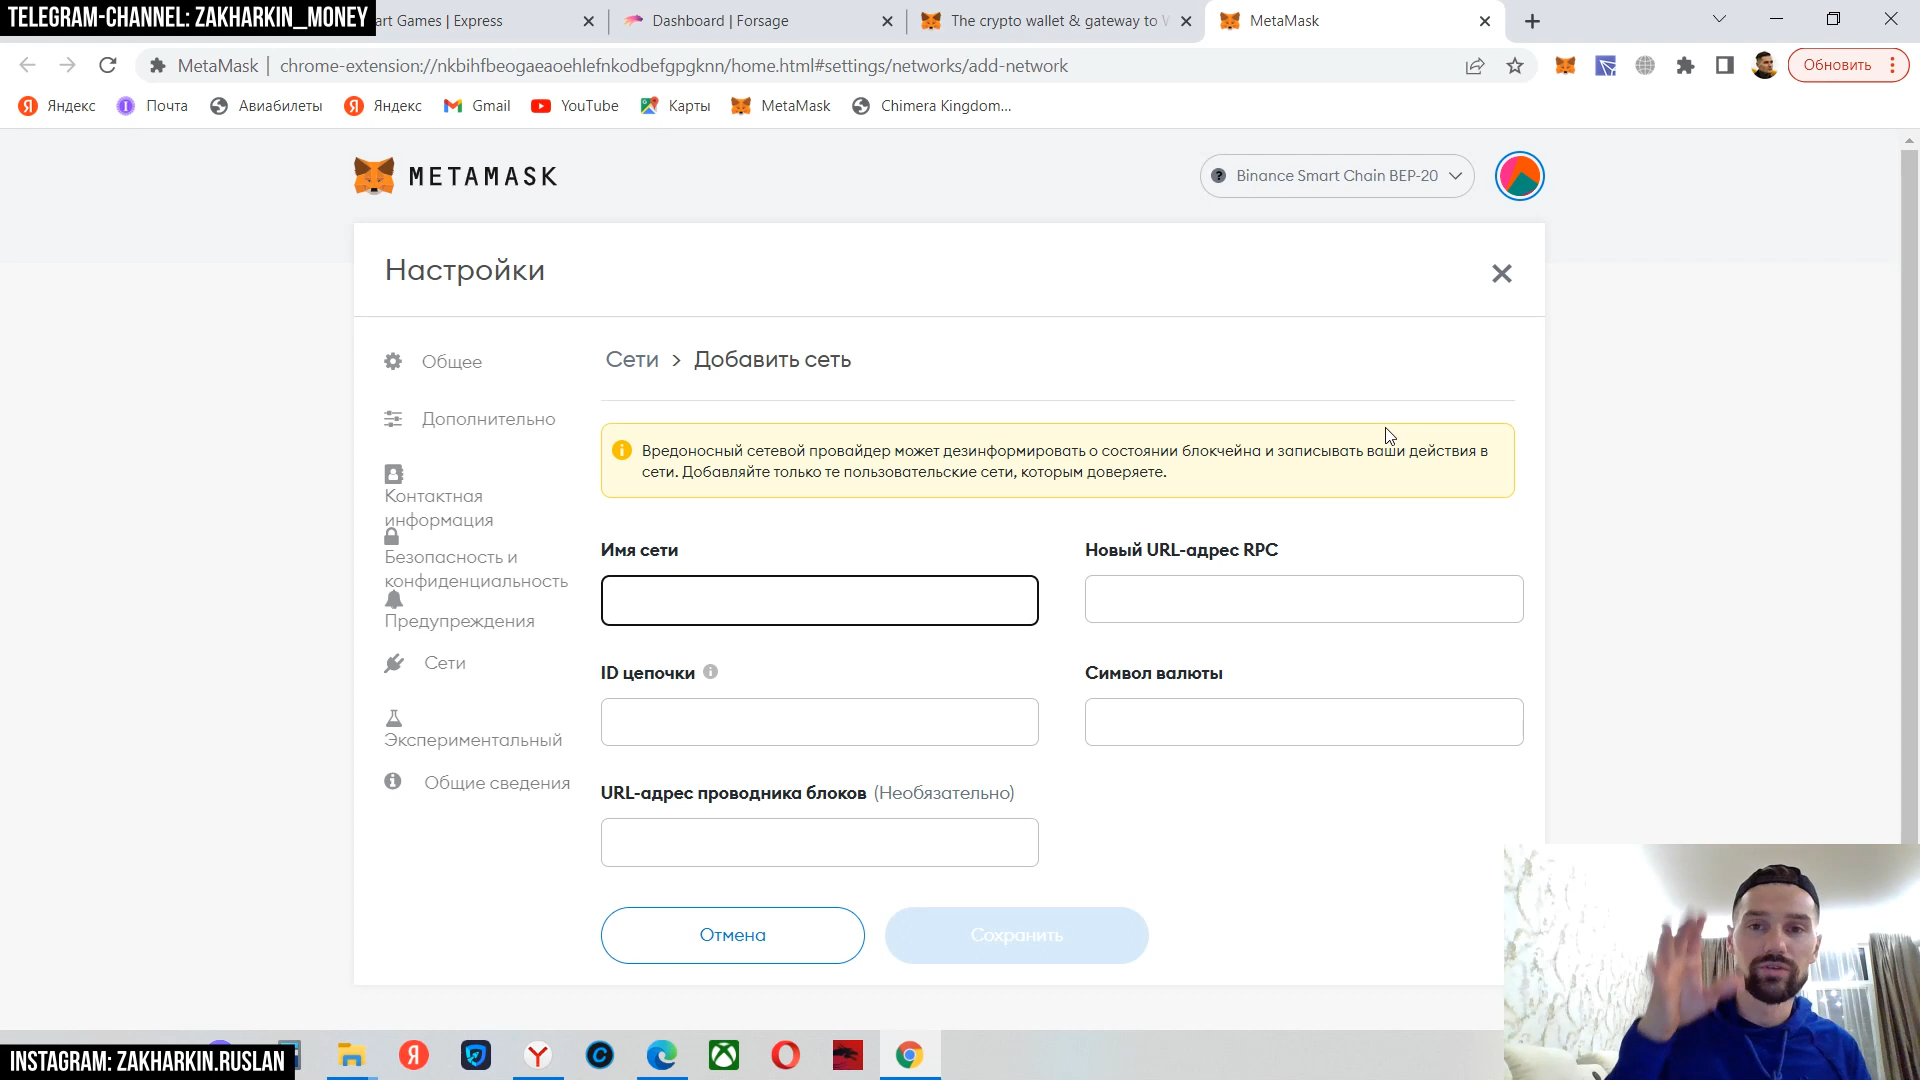 TELEGRAM-CHANNEL: ZAKHARKIN_MONEY
art Games | Express
Dashboard | Forsage
The crypto wallet & gateway to
MetaMask
MetaMask | chrome-extension://nkbihfbeogaeaoehlefnkodbefgpgknn/home.html#settings/networks/add-network
Обновить
Яндекс
Почта
Авиабилеты
Яндекс
Gmail
YouTube
Карты
MetaMask
Chimera Kingdom...
METAMASK
Binance Smart Chain BEP-20
Настройки
Общее
Дополнительно
Контактная
информация
Безопасность и
конфиденциальность
Предупреждения
Сети
Экспериментальный
Общие сведения
Сети > Добавить сеть
Вредоносный сетевой провайдер может дезинформировать о состоянии блокчейна и записывать ваши действия в
сети. Добавляйте только те пользовательские сети, которым доверяете.
Имя сети
Новый URL-адрес RPC
ID цепочки
Символ валюты
URL-адрес проводника блоков (Необязательно)
Отмена
Сохранить
INSTAGRAM: ZAKHARKIN.RUSLAN